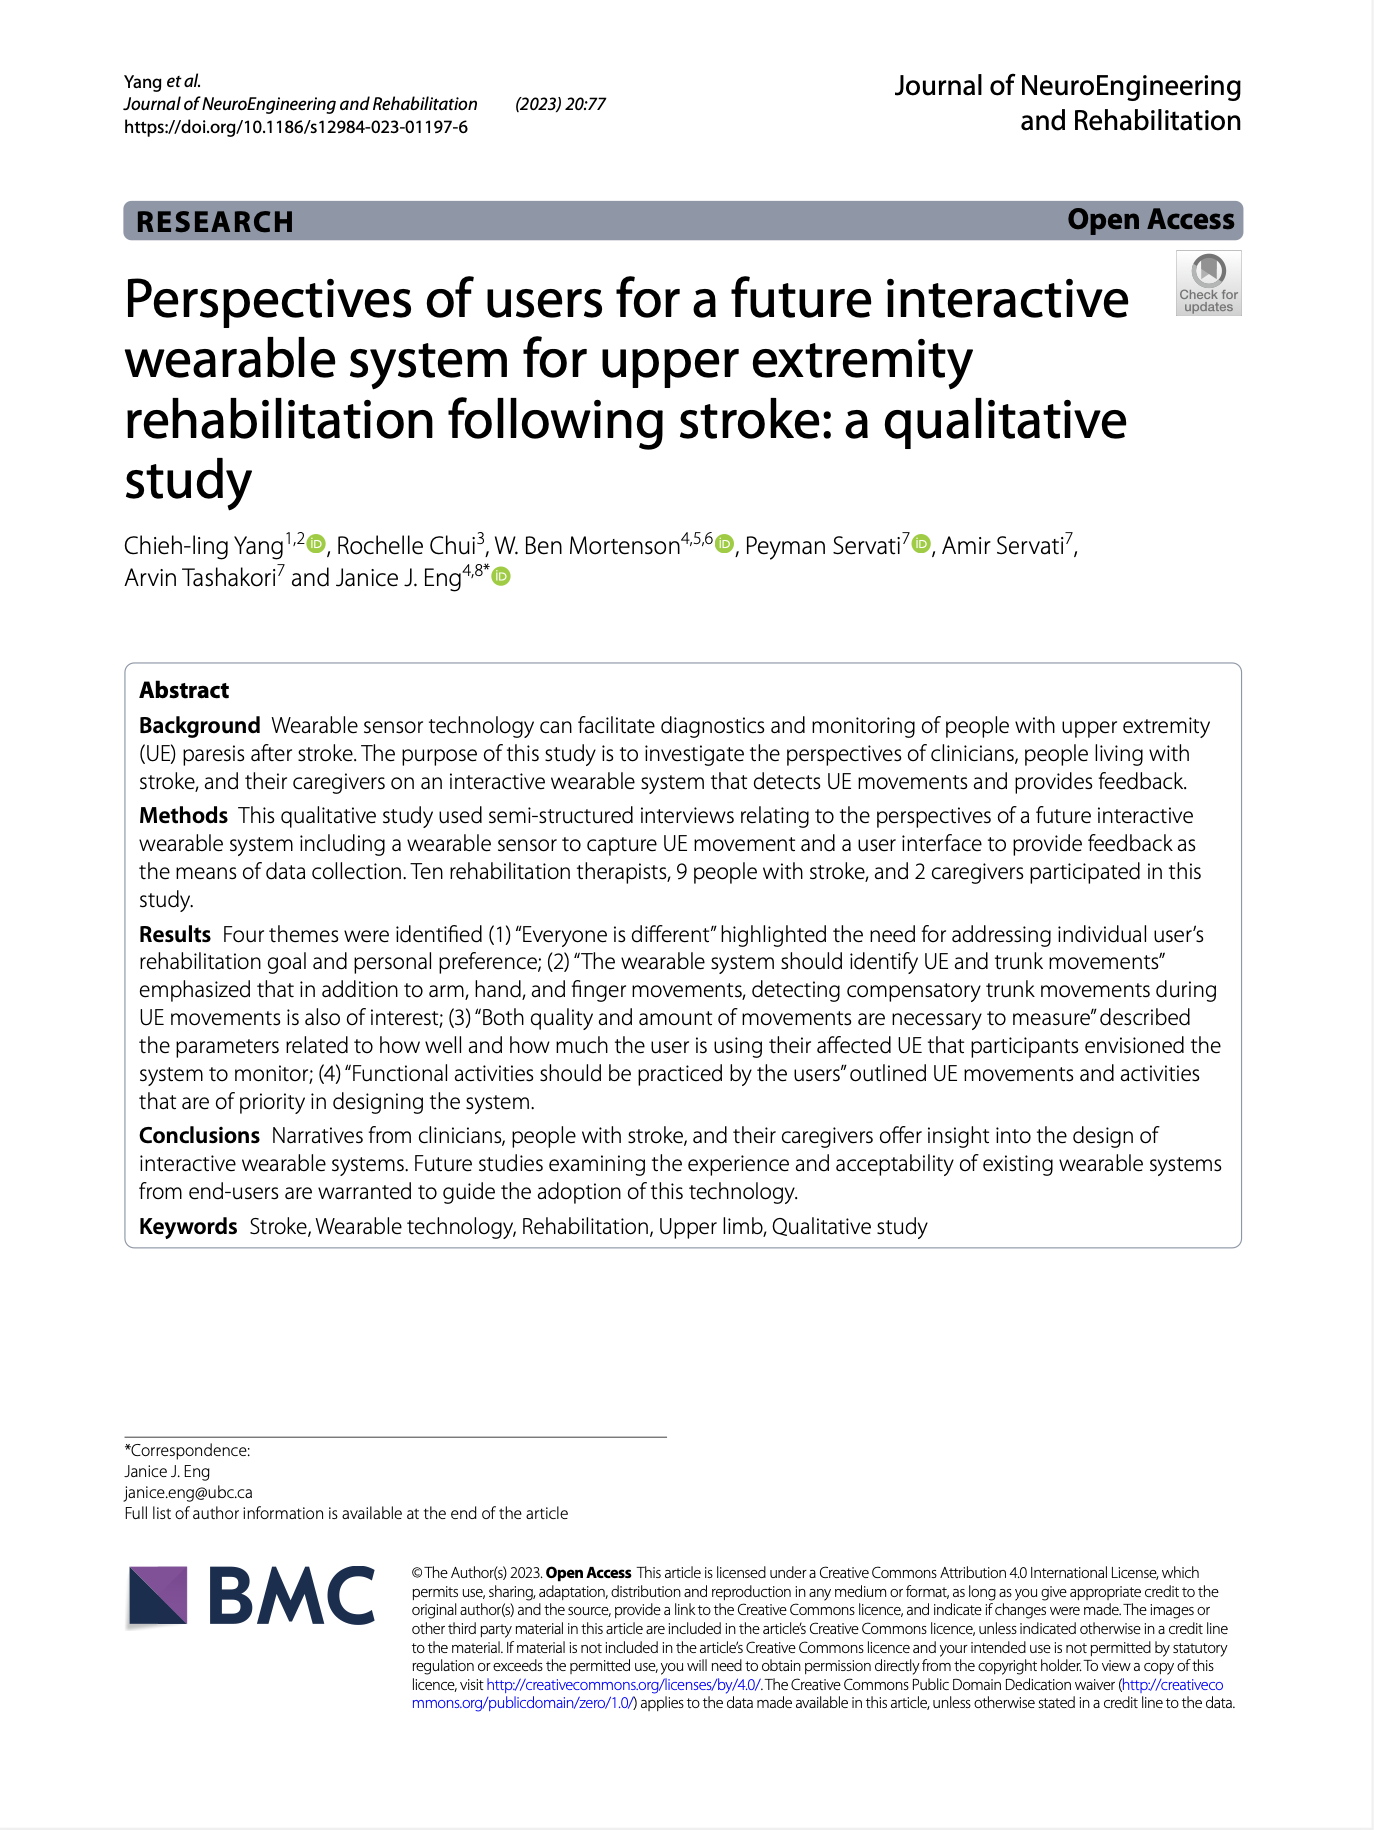 Yang et al.
Journal of NeuroEngineering and Rehabilitation (2023) 20:77
https://doi.org/10.1186/s12984-023-01197-6
Journal of NeuroEngineering
and Rehabilitation
RESEARCH Open Access
Check for
updates
Perspectives of users for a future interactive
wearable system for upper extremity
rehabilitation following stroke: a qualitative
study
Chieh-ling Yang1,2 iD, Rochelle Chui3, W. Ben Mortenson4,5,6 iD, Peyman Servati7 iD, Amir Servati7,
Arvin Tashakori7 and Janice J. Eng4,8* iD
Abstract
Background Wearable sensor technology can facilitate diagnostics and monitoring of people with upper extremity
(UE) paresis after stroke. The purpose of this study is to investigate the perspectives of clinicians, people living with
stroke, and their caregivers on an interactive wearable system that detects UE movements and provides feedback.
Methods This qualitative study used semi-structured interviews relating to the perspectives of a future interactive
wearable system including a wearable sensor to capture UE movement and a user interface to provide feedback as
the means of data collection. Ten rehabilitation therapists, 9 people with stroke, and 2 caregivers participated in this
study.
Results Four themes were identified (1) “Everyone is different” highlighted the need for addressing individual user’s
rehabilitation goal and personal preference; (2) “The wearable system should identify UE and trunk movements”
emphasized that in addition to arm, hand, and finger movements, detecting compensatory trunk movements during
UE movements is also of interest; (3) “Both quality and amount of movements are necessary to measure” described
the parameters related to how well and how much the user is using their affected UE that participants envisioned the
system to monitor; (4) “Functional activities should be practiced by the users” outlined UE movements and activities
that are of priority in designing the system.
Conclusions Narratives from clinicians, people with stroke, and their caregivers offer insight into the design of
interactive wearable systems. Future studies examining the experience and acceptability of existing wearable systems
from end-users are warranted to guide the adoption of this technology.
Keywords Stroke, Wearable technology, Rehabilitation, Upper limb, Qualitative study
*Correspondence:
Janice J. Eng
janice.eng@ubc.ca
Full list of author information is available at the end of the article
BMC
© The Author(s) 2023. Open Access This article is licensed under a Creative Commons Attribution 4.0 International License, which
permits use, sharing, adaptation, distribution and reproduction in any medium or format, as long as you give appropriate credit to the
original author(s) and the source, provide a link to the Creative Commons licence, and indicate if changes were made. The images or
other third party material in this article are included in the article’s Creative Commons licence, unless indicated otherwise in a credit line
to the material. If material is not included in the article’s Creative Commons licence and your intended use is not permitted by statutory
regulation or exceeds the permitted use, you will need to obtain permission directly from the copyright holder. To view a copy of this
licence, visit http://creativecommons.org/licenses/by/4.0/. The Creative Commons Public Domain Dedication waiver (http://creativeco
mmons.org/publicdomain/zero/1.0/) applies to the data made available in this article, unless otherwise stated in a credit line to the data.